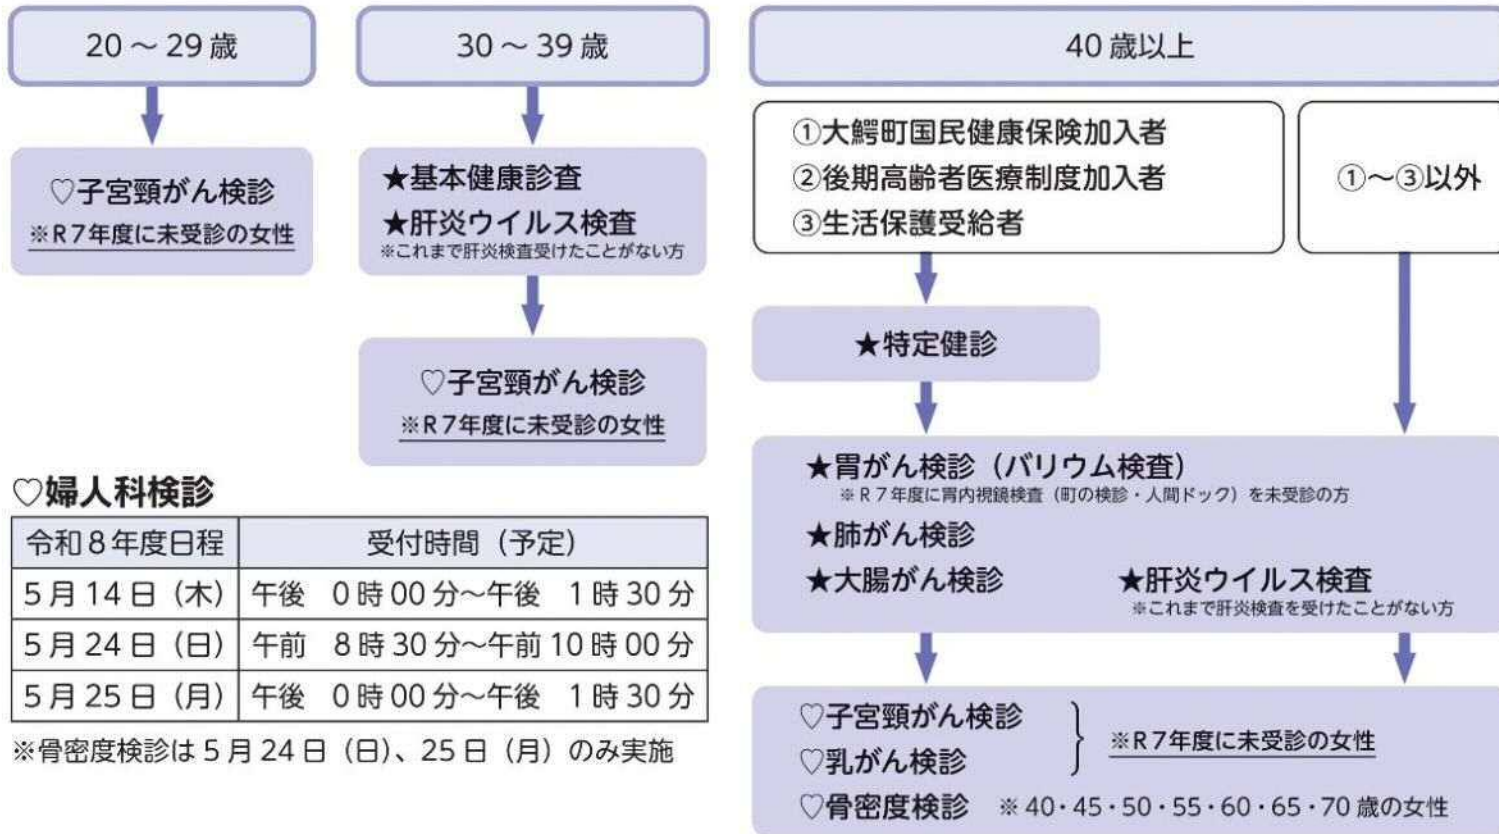 20～29歳
♡子宮頸がん検診
※R7年度に未受診の女性
30～39歳
★基本健康診査
★肝炎ウイルス検査
※これまで肝炎検査受けたことがない方
♡子宮頸がん検診
※R7年度に未受診の女性
40歳以上
①大鰐町国民健康保険加入者
②後期高齢者医療制度加入者
③生活保護受給者
①～③以外
★特定健診
★胃がん検診（バリウム検査）
※R7年度に胃内視鏡検査（町の検診・人間ドック）を未受診の方
★肺がん検診
★大腸がん検診
★肝炎ウイルス検査
※これまで肝炎検査を受けたことがない方
♡子宮頸がん検診
♡乳がん検診
※R7年度に未受診の女性
♡骨密度検診 ※40・45・50・55・60・65・70歳の女性
♡婦人科検診
令和8年度日程 受付時間（予定）
5月14日（木） 午後 0時00分～午後 1時30分
5月24日（日） 午前 8時30分～午前10時00分
5月25日（月） 午後 0時00分～午後 1時30分
※骨密度検診は5月24日（日）、25日（月）のみ実施